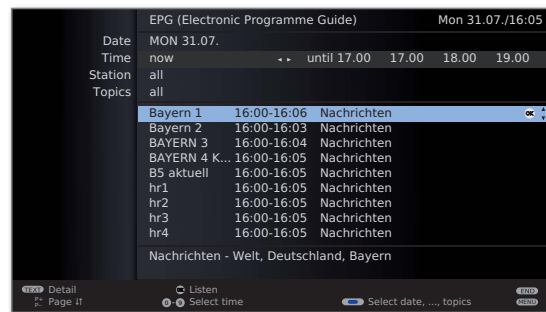 EPG (Electronic Programme Guide) Mon 31.07./16:05
Date MON 31.07.
Time now until 17.00 17.00 18.00 19.00
Station all
Topics all
Bayern 1 16:00-16:06 Nachrichten OK
Bayern 2 16:00-16:03 Nachrichten
BAYERN 3 16:00-16:04 Nachrichten
BAYERN 4 K... 16:00-16:05 Nachrichten
B5 aktuell 16:00-16:05 Nachrichten
hr1 16:00-16:05 Nachrichten
hr2 16:00-16:05 Nachrichten
hr3 16:00-16:05 Nachrichten
hr4 16:00-16:05 Nachrichten
Nachrichten - Welt, Deutschland, Bayern
TEXT Detail OK Listen END
P+ P- Page 0-9 Select time Select date, ..., topics MENU